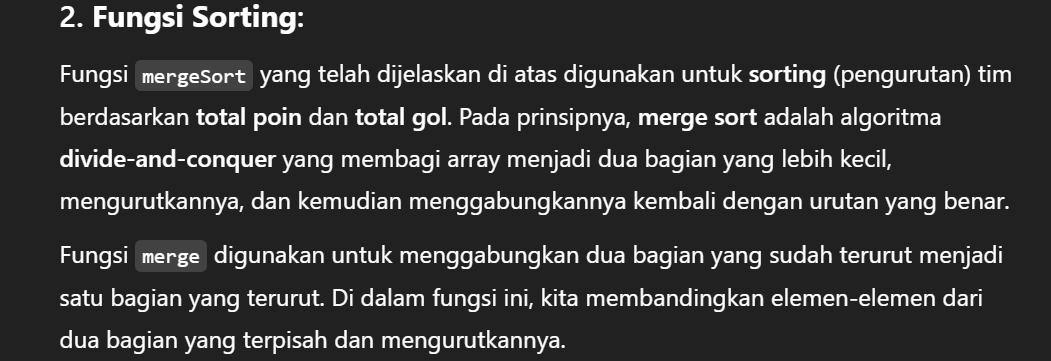 2. Fungsi Sorting:
Fungsi mergeSort yang telah dijelaskan di atas digunakan untuk sorting (pengurutan) tim
berdasarkan total poin dan total gol. Pada prinsipnya, merge sort adalah algoritma
divide-and-conquer yang membagi array menjadi dua bagian yang lebih kecil,
mengurutkannya, dan kemudian menggabungkannya kembali dengan urutan yang benar.
Fungsi merge digunakan untuk menggabungkan dua bagian yang sudah terurut menjadi
satu bagian yang terurut. Di dalam fungsi ini, kita membandingkan elemen-elemen dari
dua bagian yang terpisah dan mengurutkannya.